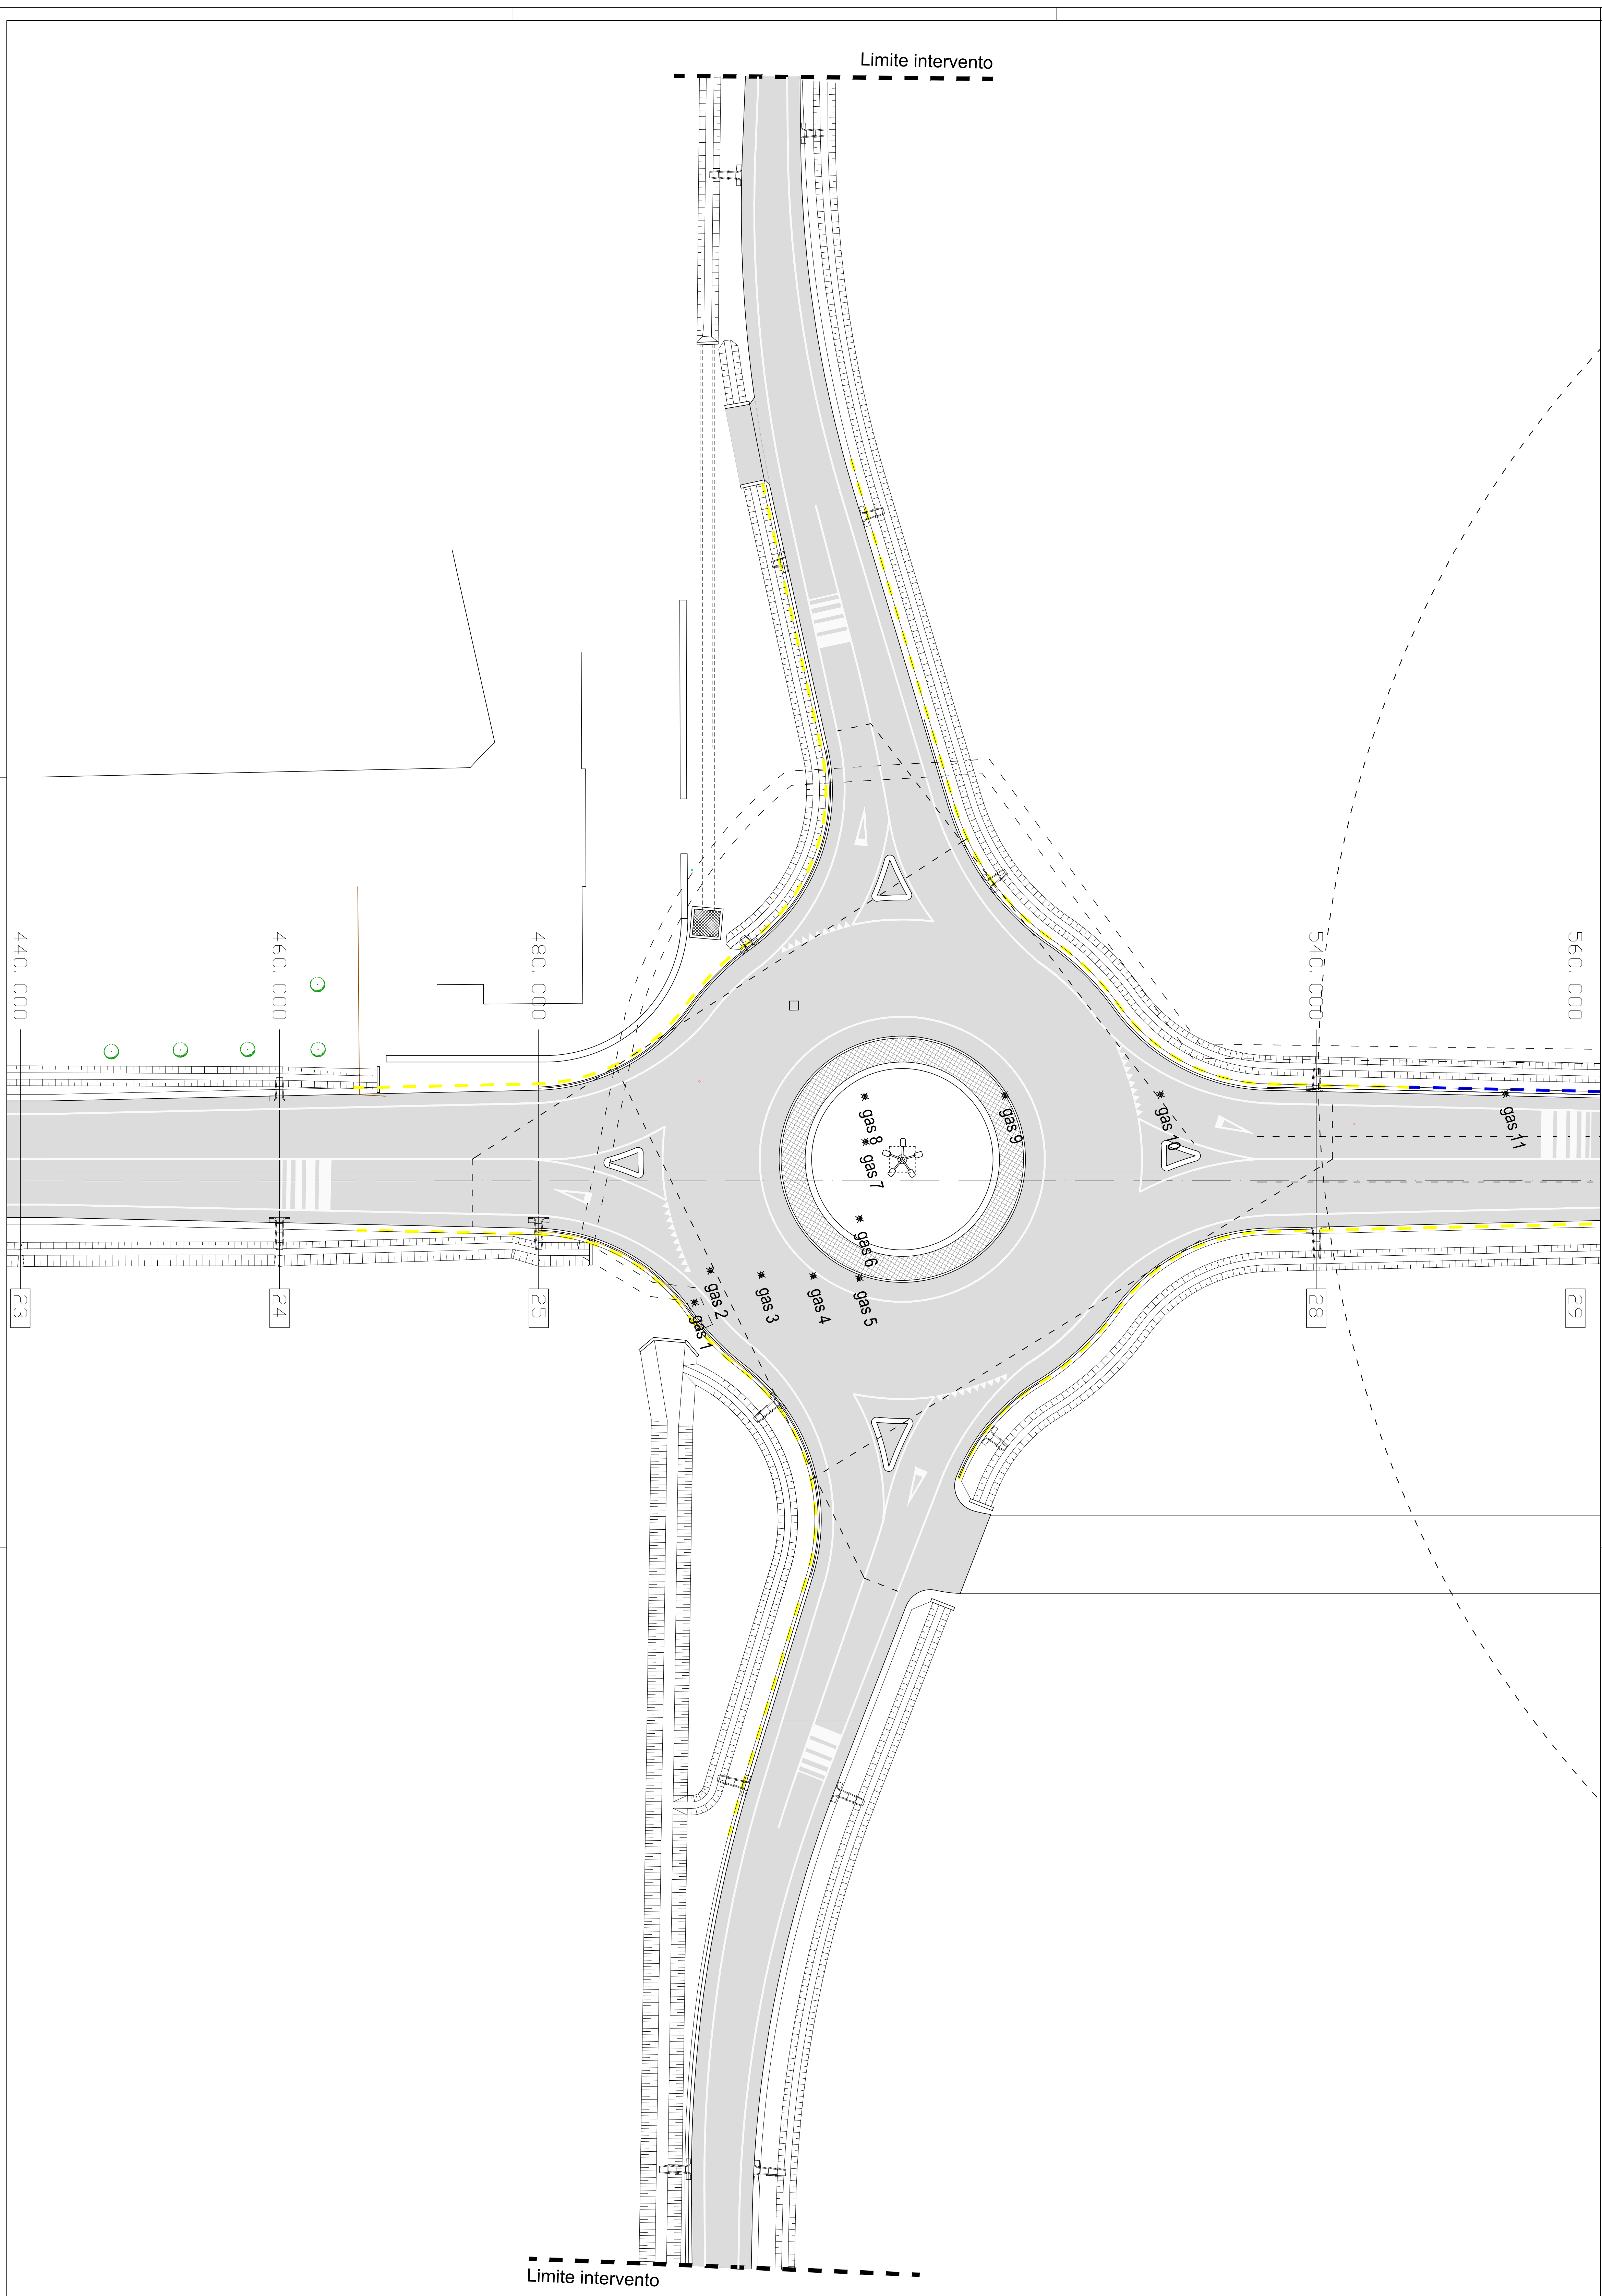 Limite intervento
440.000
460.000
480.000
540.000
560.000
gas 8
gas 9
gas 10
gas 11
gas 7
gas 6
gas 2
gas 3
gas 4
gas 5
gas 1
23
24
25
28
29
Limite intervento